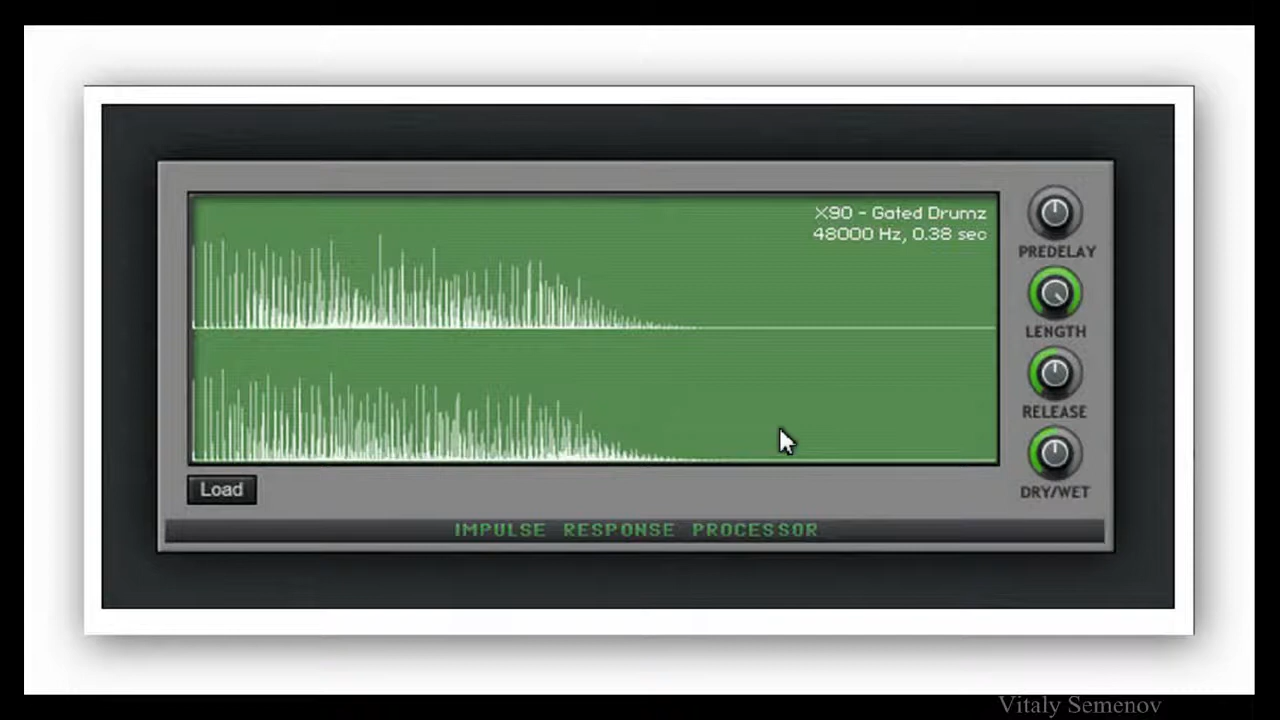 X90 - Gated Drumz
48000 Hz, 0.38 sec
PREDELAY
LENGTH
RELEASE
DRY/WET
Load
IMPULSE RESPONSE PROCESSOR
Vitaly Semenov